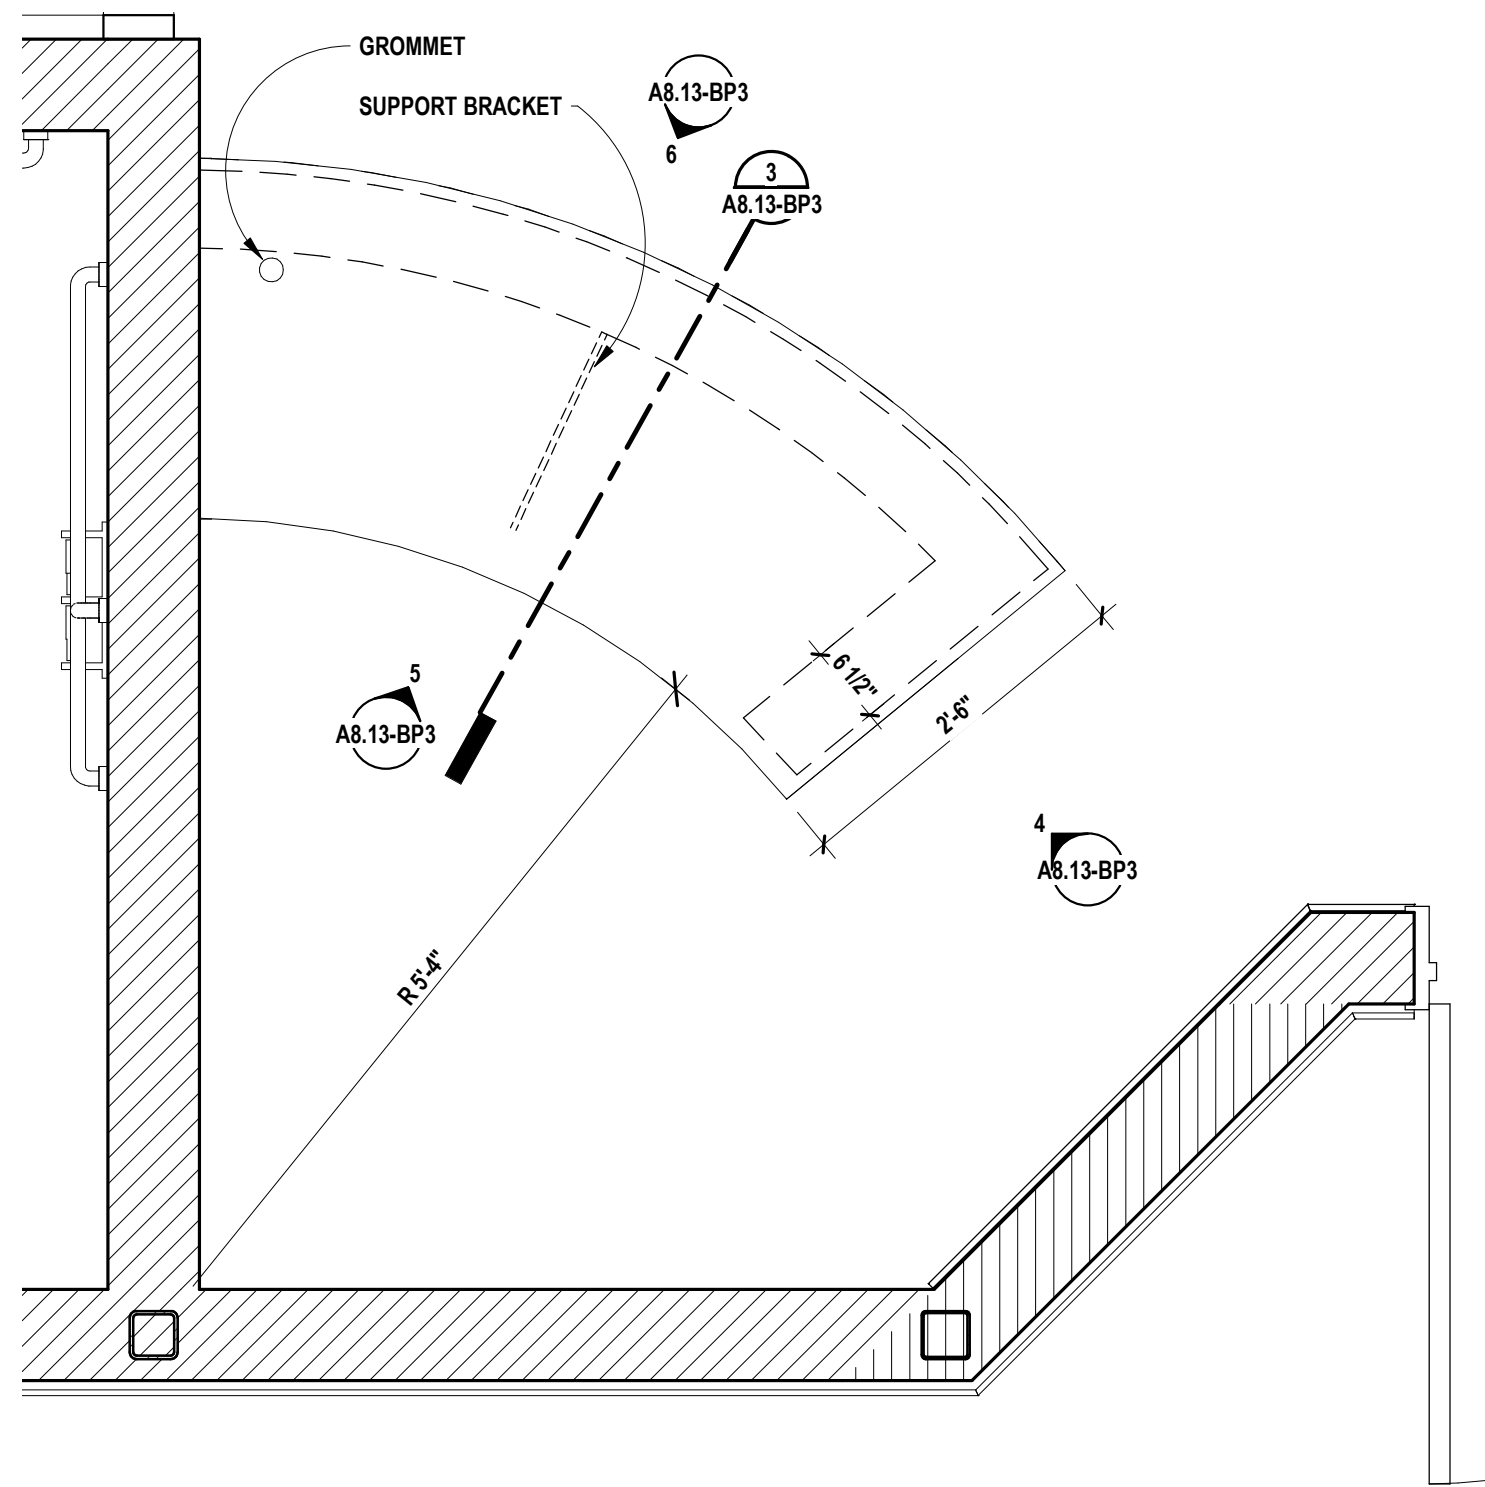 GROMMET
A8.13-BP3
SUPPORT BRACKET
6
3
A8.13-BP3
6 1/2"
5
2'-6"
A8.13-BP3
4
A8.13-BP3
R 5'-4"